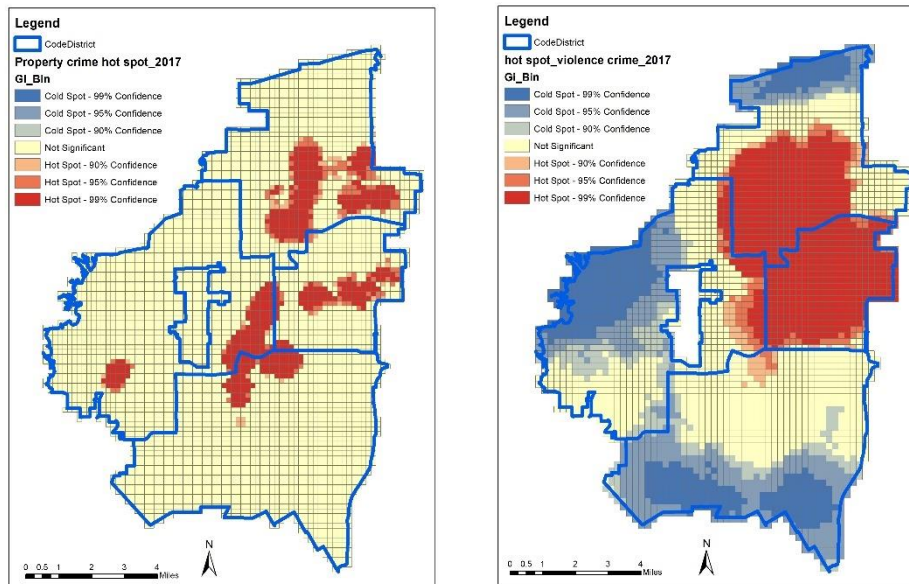 Legend
CodeDistrict
Property crime hot spot_2017
Gi_Bin
Cold Spot - 99% Confidence
Cold Spot - 95% Confidence
Cold Spot - 90% Confidence
Not Significant
Hot Spot - 90% Confidence
Hot Spot - 95% Confidence
Hot Spot - 99% Confidence
N
0 0.5 1 2 3 4
Miles
Legend
CodeDistrict
hot spot_violence crime_2017
Gi_Bin
Cold Spot - 99% Confidence
Cold Spot - 95% Confidence
Cold Spot - 90% Confidence
Not Significant
Hot Spot - 90% Confidence
Hot Spot - 95% Confidence
Hot Spot - 99% Confidence
N
0 0.5 1 2 3 4
Miles